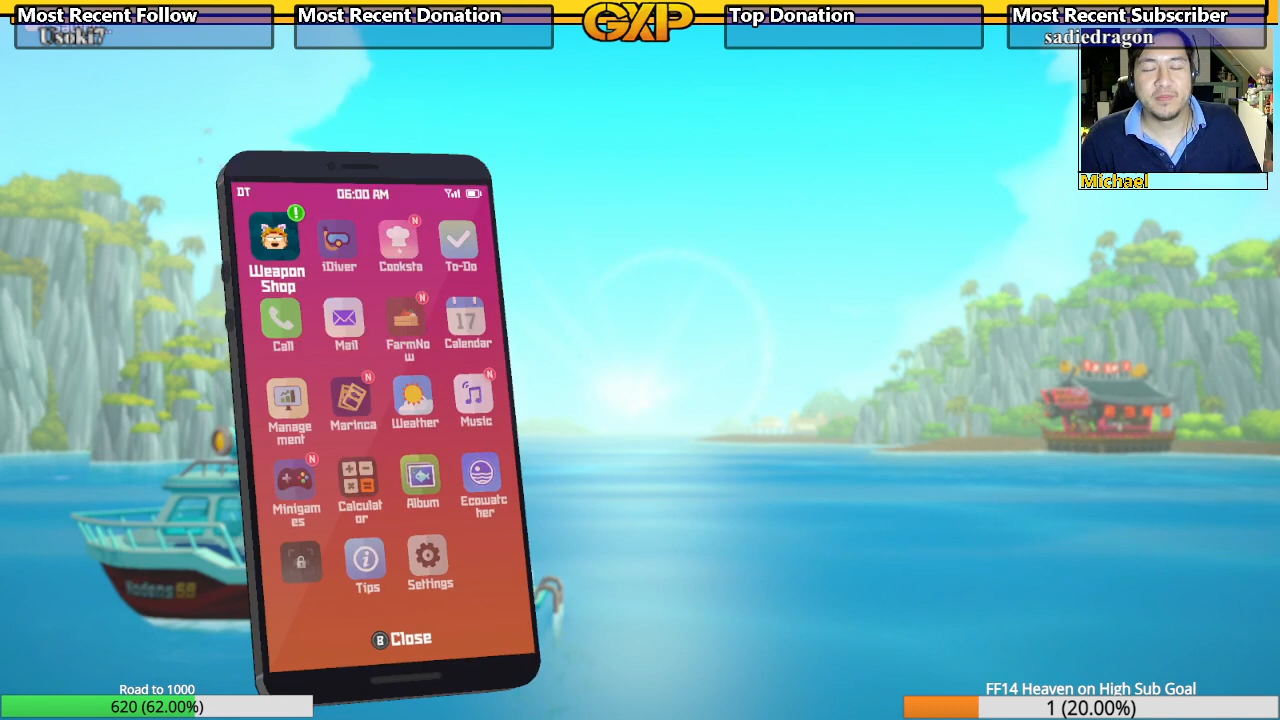 Most Recent Follow
Usoki7
Most Recent Donation
GXP
Top Donation
Most Recent Subscriber
sadiedragon
Michael
DT
06:00 AM
Weapon
Shop
iDiver
N
Cooksta
To-Do
Call
Mail
N
FarmNo
w
17
Calendar
Manage
ment
N
Marinca
Weather
N
Music
N
Minigam
es
Calculat
or
Album
Ecowatc
her
Tips
Settings
B Close
Kodens 58
Road to 1000
620 (62.00%)
FF14 Heaven on High Sub Goal
1 (20.00%)